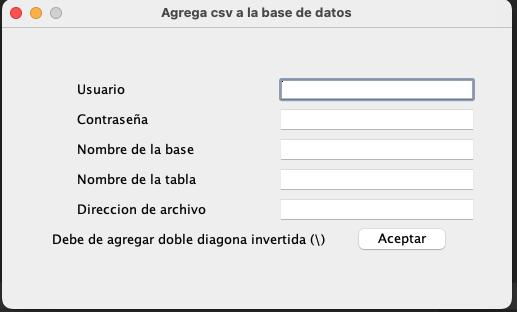 Agrega csv a la base de datos
Usuario
Contraseña
Nombre de la base
Nombre de la tabla
Direccion de archivo
Debe de agregar doble diagona invertida (\) Aceptar